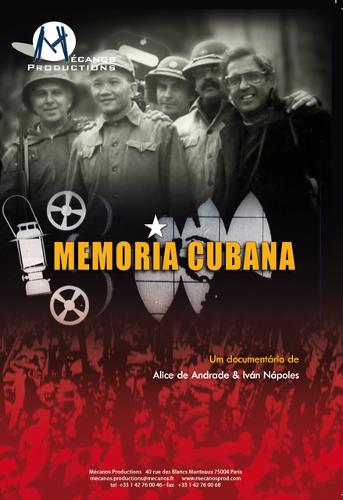 MÉCANOS
PRODUCTIONS
MEMORIA CUBANA
Um documentário de
Alice de Andrade & Iván Nápoles
Mécanos Productions 40 rue des Blancs Manteaux 75004 Paris
mecanos.productions@mecanos.fr www.mecanosprod.com
tel +33 1 42 76 00 46 - fax +33 1 42 76 00 68